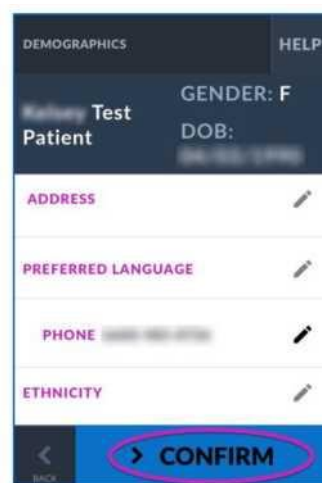 DEMOGRAPHICS HELP
Test
Patient
GENDER: F
DOB:
ADDRESS
PREFERRED LANGUAGE
PHONE
ETHNICITY
BACK
> CONFIRM